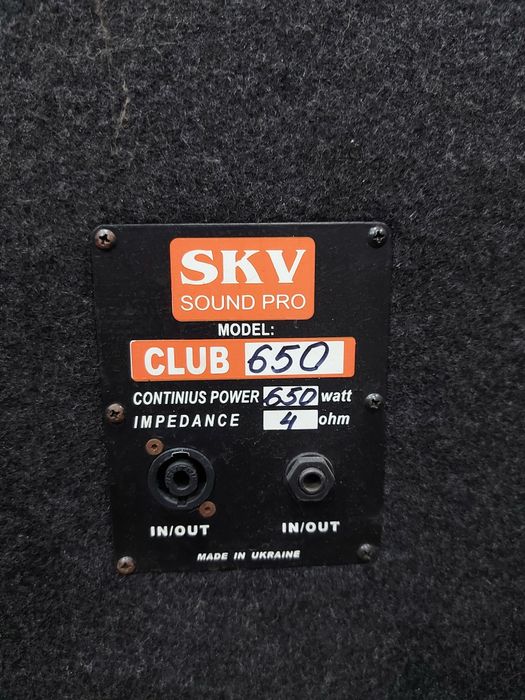 SKV
SOUND PRO
MODEL:
CLUB 650
CONTINIUS POWER 650 watt
IMPEDANCE 4 ohm
IN/OUT IN/OUT
MADE IN UKRAINE